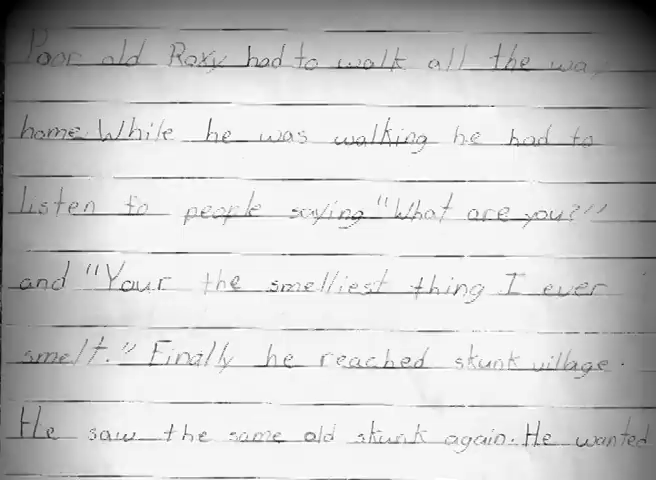 Poor old Roxy had to walk all the way
home. While he was walking he had to
listen to people saying "What are you?"
and "Your the smelliest thing I ever
smelt." Finally he reached skunk village.
He saw the same old skunk again. He wanted